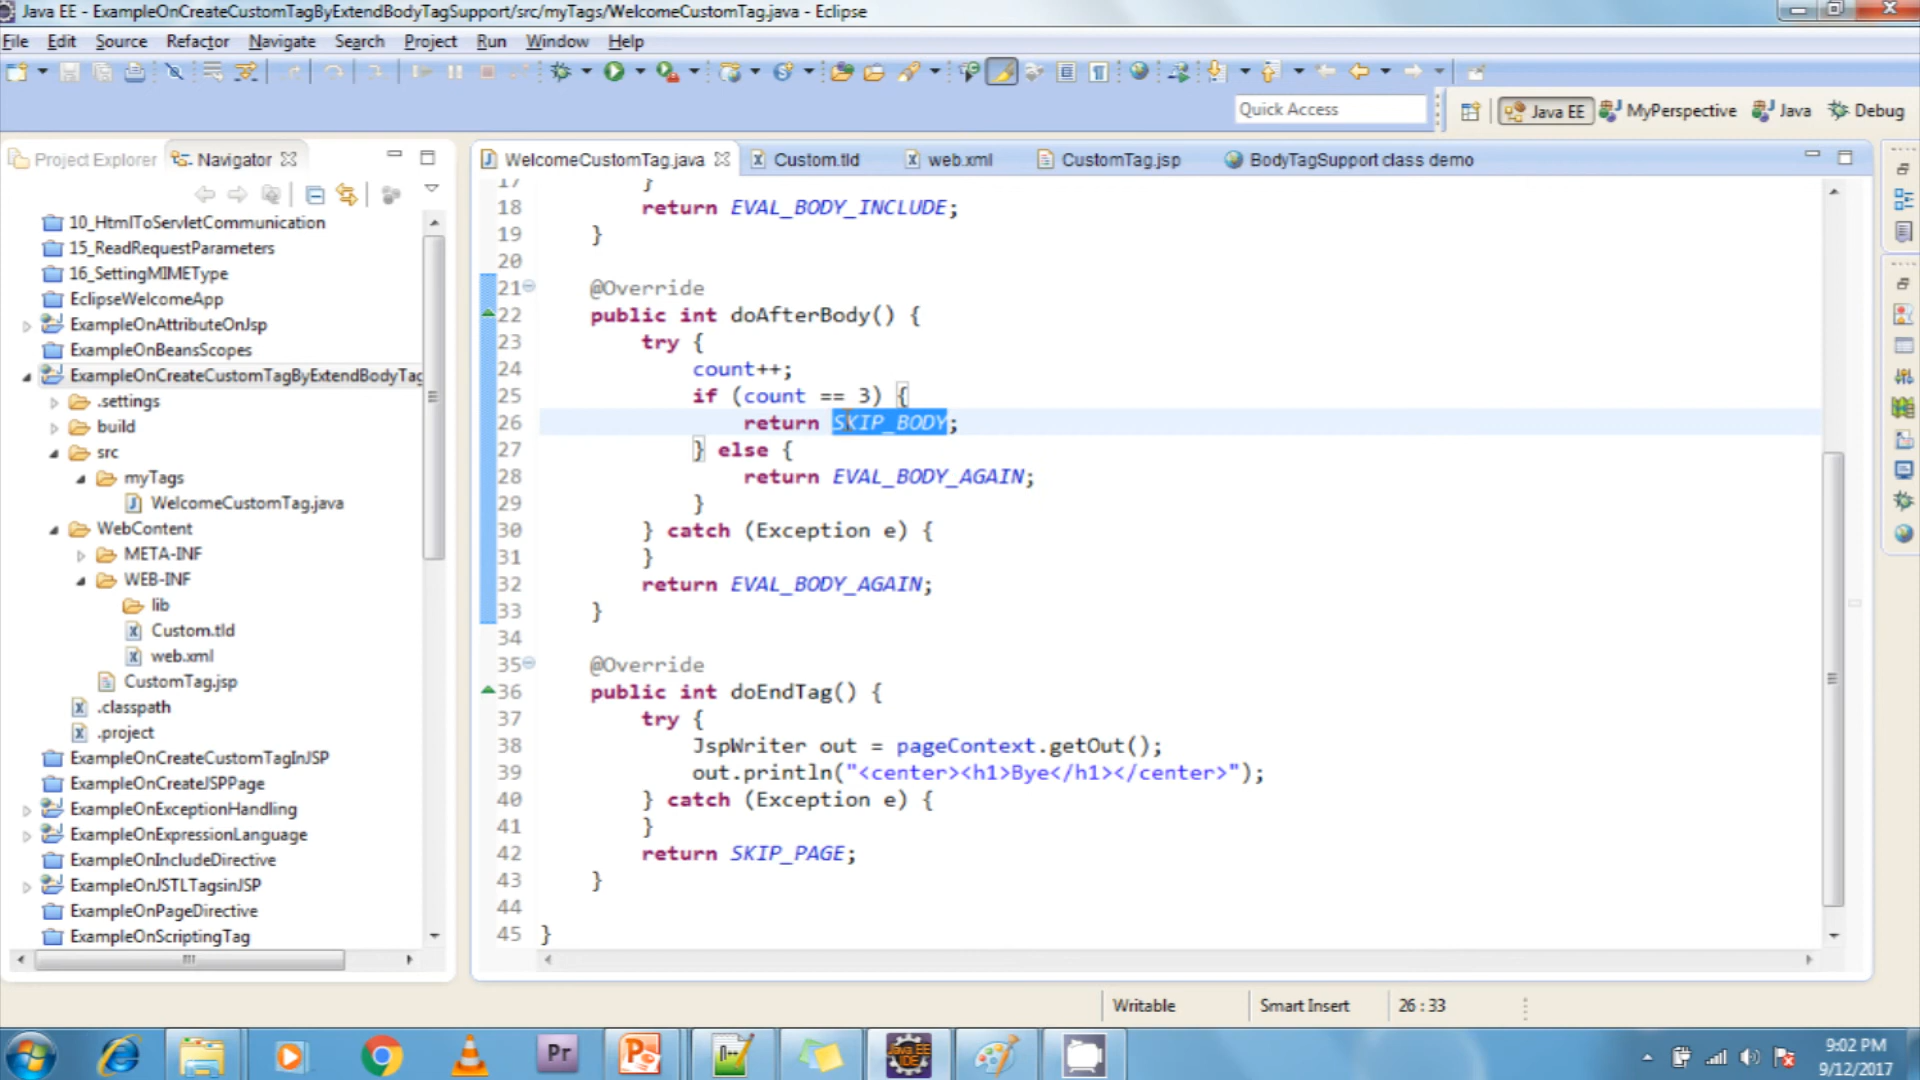 Java EE - ExampleOnCreateCustomTagByExtendBodyTagSupport/src/myTags/WelcomeCustomTag.java - Eclipse
File Edit Source Refactor Navigate Search Project Run Window Help
Quick Access
Java EE
MyPerspective
Java
Debug
Project Explorer
Navigator
WelcomeCustomTag.java
Custom.tld
web.xml
CustomTag.jsp
BodyTagSupport class demo
10_HtmlToServletCommunication
15_ReadRequestParameters
16_SettingMIMEType
EclipseWelcomeApp
ExampleOnAttributeOnJsp
ExampleOnBeansScopes
ExampleOnCreateCustomTagByExtendBodyTag
.settings
build
src
myTags
WelcomeCustomTag.java
WebContent
META-INF
WEB-INF
lib
Custom.tld
web.xml
CustomTag.jsp
.classpath
.project
ExampleOnCreateCustomTagInJSP
ExampleOnCreateJSPPage
ExampleOnExceptionHandling
ExampleOnExpressionLanguage
ExampleOnIncludeDirective
ExampleOnJSTLTagsinJSP
ExampleOnPageDirective
ExampleOnScriptingTag
17 }
18 return EVAL_BODY_INCLUDE;
19 }
20
21 @Override
22 public int doAfterBody() {
23 try {
24 count++;
25 if (count == 3) {
26 return SKIP_BODY;
27 } else {
28 return EVAL_BODY_AGAIN;
29 }
30 } catch (Exception e) {
31 }
32 return EVAL_BODY_AGAIN;
33 }
34
35 @Override
36 public int doEndTag() {
37 try {
38 JspWriter out = pageContext.getOut();
39 out.println("<center><h1>Bye</h1></center>");
40 } catch (Exception e) {
41 }
42 return SKIP_PAGE;
43 }
44
45 }
Writable
Smart Insert
26 : 33
Pr
n++
Java EE
IDE
9:02 PM
9/12/2017